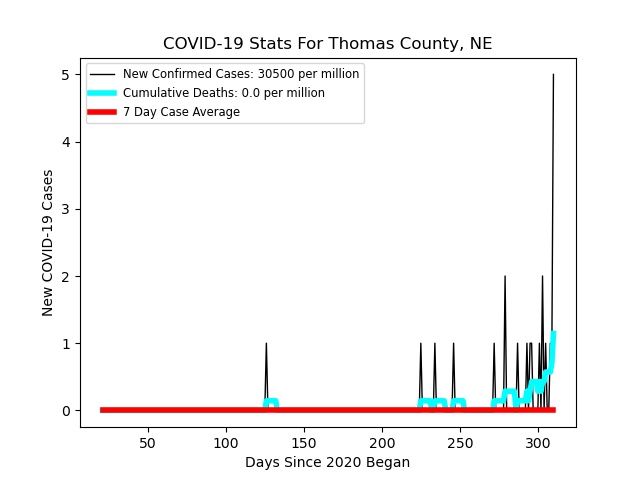 COVID-19 Stats For Thomas County, NE
New Confirmed Cases: 30500 per million
Cumulative Deaths: 0.0 per million
7 Day Case Average
New COVID-19 Cases
5
4
3
2
1
0
50 100 150 200 250 300
Days Since 2020 Began